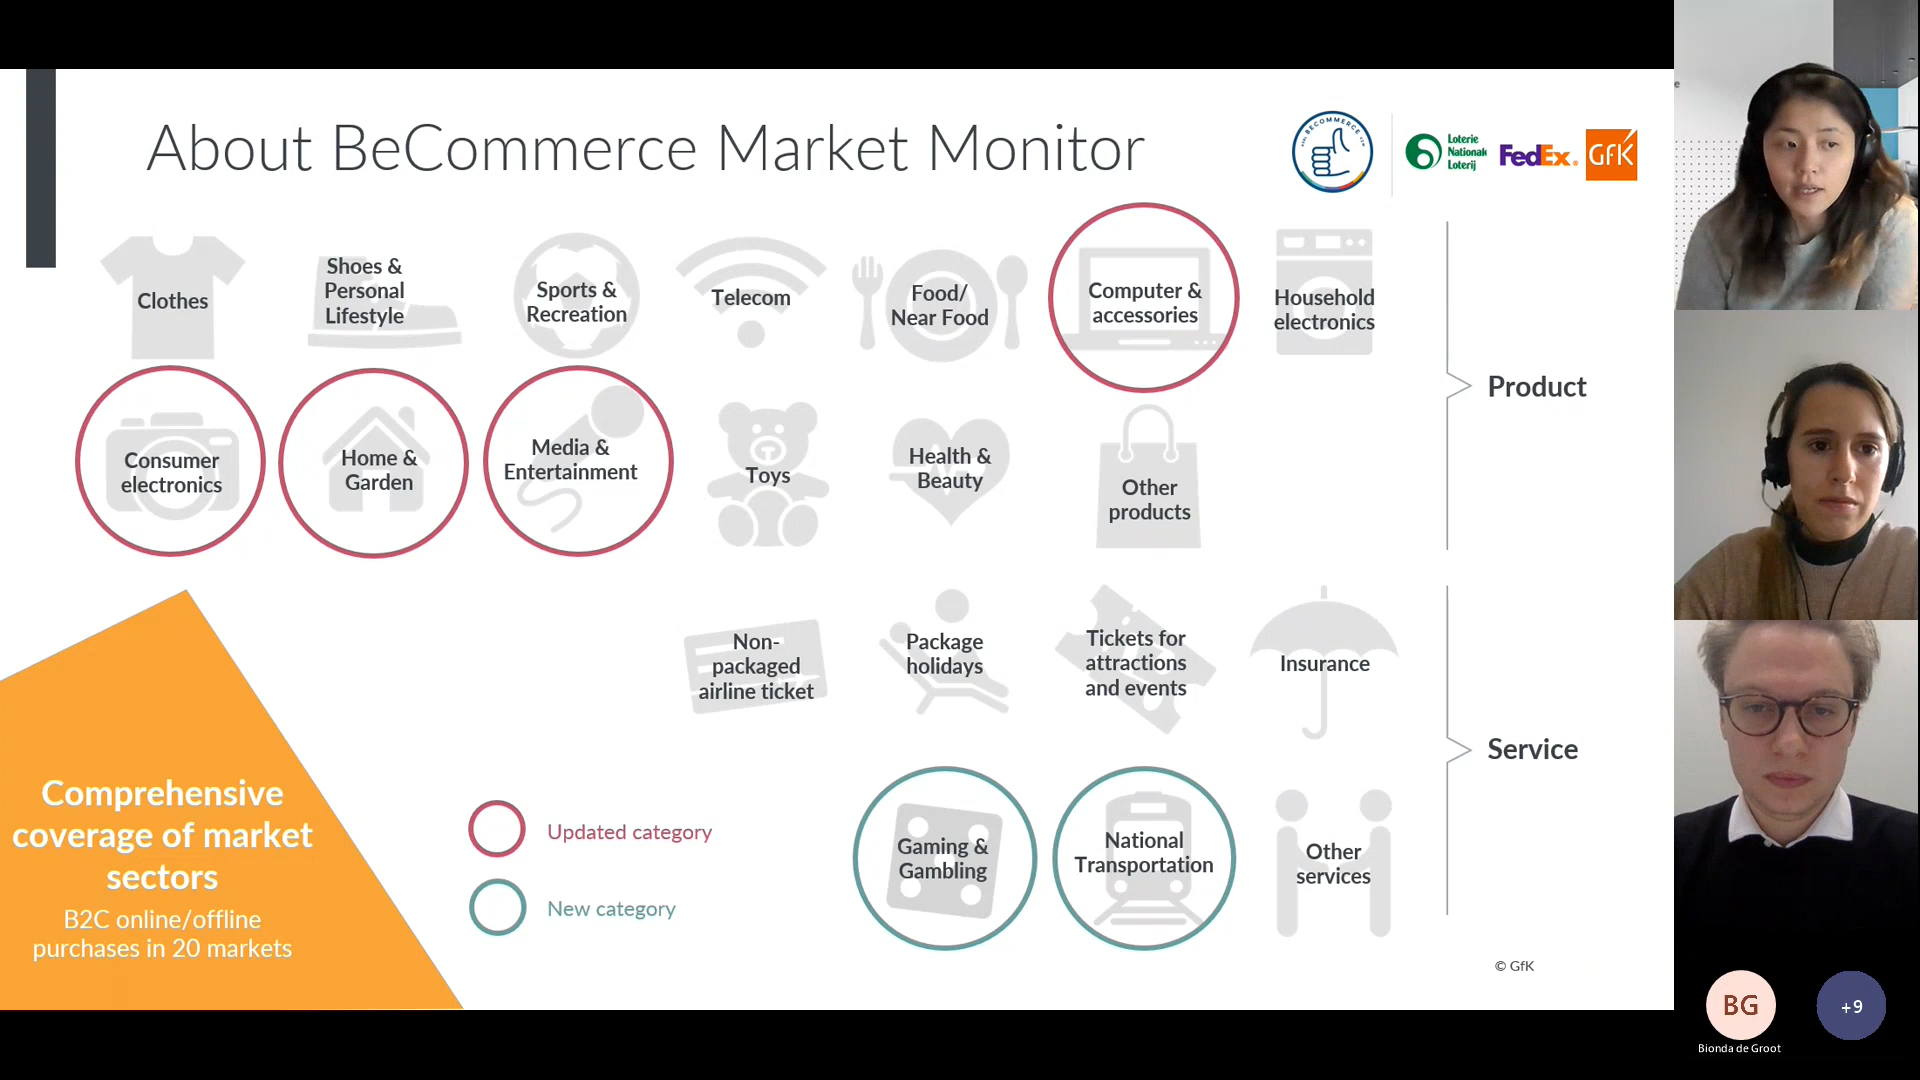 About BeCommerce Market Monitor
BECOMMERCE
Loterie
Nationale
Loterij
FedEx.
GfK
Clothes
Shoes &
Personal
Lifestyle
Sports &
Recreation
Telecom
Food/
Near Food
Computer &
accessories
Household
electronics
Product
Consumer
electronics
Home &
Garden
Media &
Entertainment
Toys
Health &
Beauty
Other
products
Non-
packaged
airline ticket
Package
holidays
Tickets for
attractions
and events
Insurance
Service
Gaming &
Gambling
National
Transportation
Other
services
Comprehensive
coverage of market
sectors
B2C online/offline
purchases in 20 markets
Updated category
New category
© GfK
BG
Bionda de Groot
+9